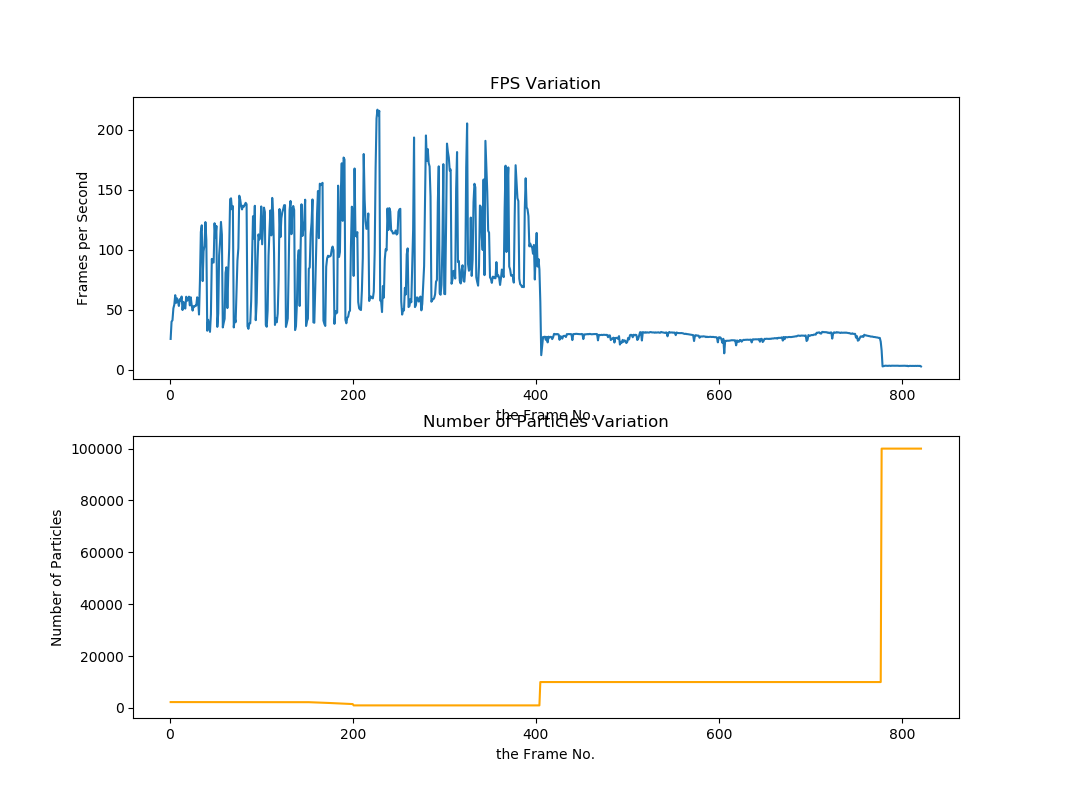 FPS Variation
200
150
100
50
0
Frames per Second
0 200 400 600 800
the Frame No.
Number of Particles Variation
100000
80000
60000
40000
20000
0
Number of Particles
0 200 400 600 800
the Frame No.